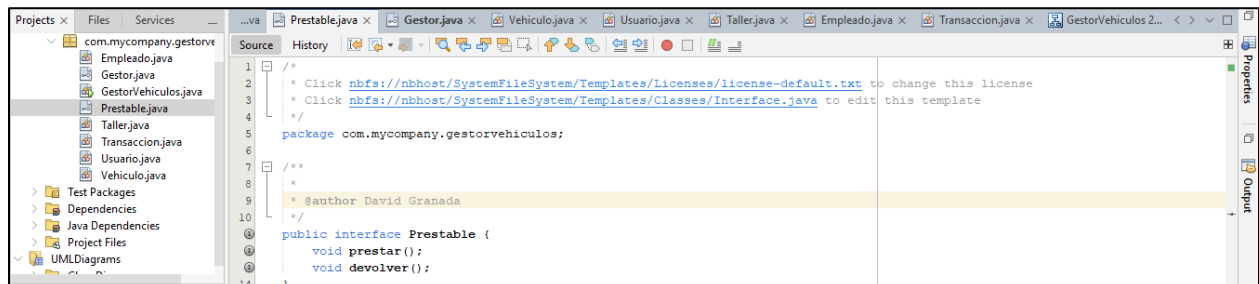 Projects × Files Services
...va Prestable.java × Gestor.java × Vehiculo.java × Usuario.java × Taller.java × Empleado.java × Transaccion.java × GestorVehiculos 2...
com.mycompany.gestorve
Empleado.java
Gestor.java
GestorVehiculos.java
Prestable.java
Taller.java
Transaccion.java
Usuario.java
Vehiculo.java
Test Packages
Dependencies
Java Dependencies
Project Files
UMLDiagrams
Source History
1 /*
2 * Click nbfs://nbhost/SystemFileSystem/Templates/Licenses/license-default.txt to change this license
3 * Click nbfs://nbhost/SystemFileSystem/Templates/Classes/Interface.java to edit this template
4 */
5 package com.mycompany.gestorvehiculos;
6
7 /**
8 *
9 * @author David Granada
10 */
public interface Prestable {
void prestar();
void devolver();
Properties
Output